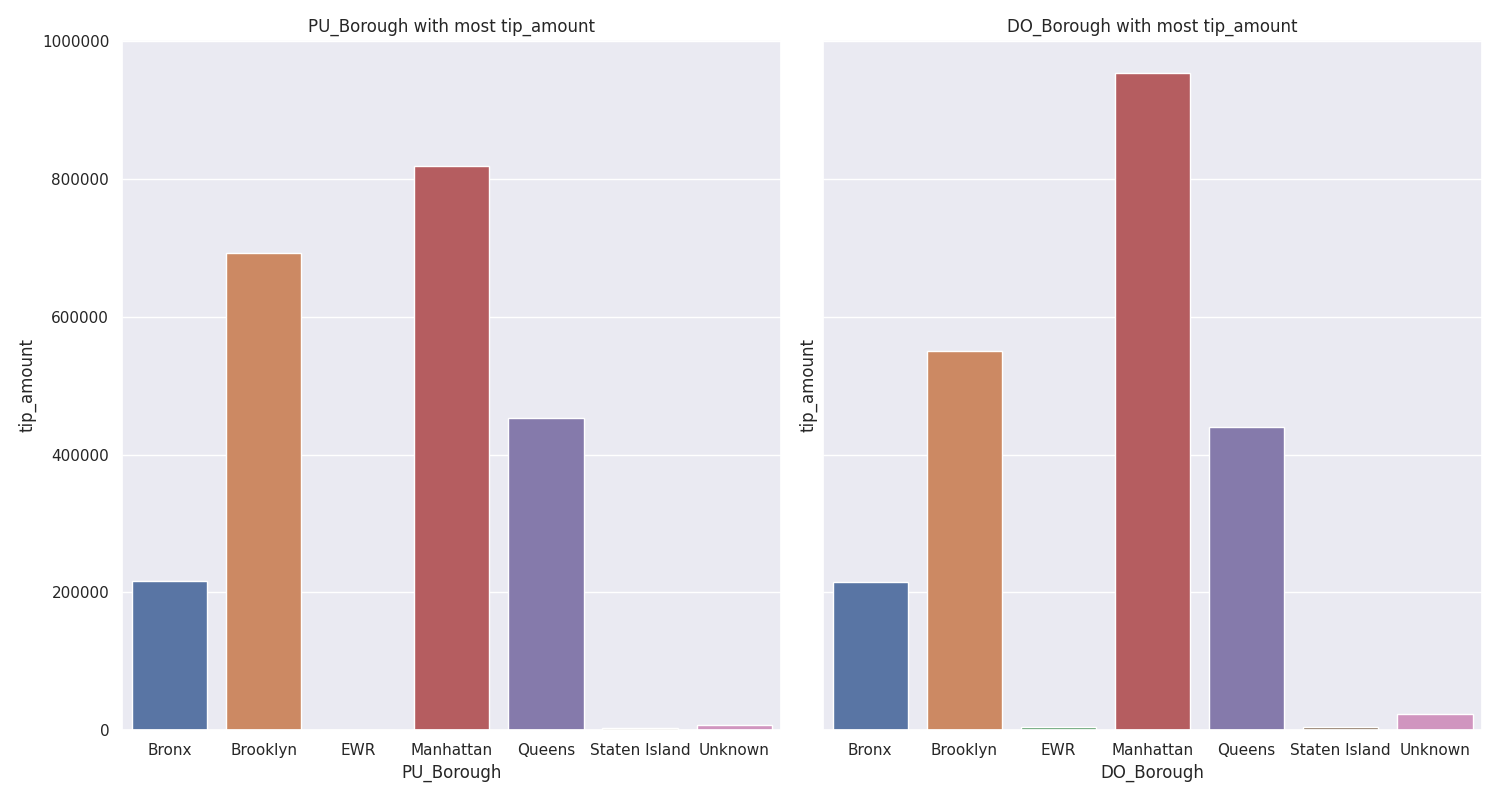 PU_Borough with most tip_amount
1000000
800000
600000
400000
200000
0
tip_amount
Bronx Brooklyn EWR Manhattan Queens Staten Island Unknown
PU_Borough
DO_Borough with most tip_amount
tip_amount
Bronx Brooklyn EWR Manhattan Queens Staten Island Unknown
DO_Borough